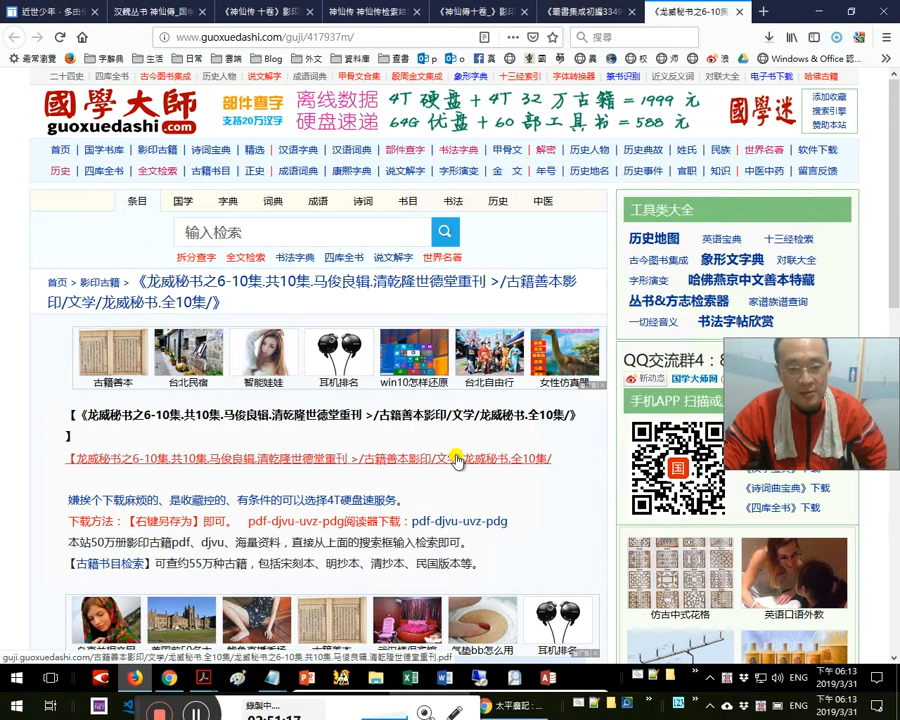 近世少年 - 多由
汉魏丛书 神仙傳_国
《神仙传 十卷》影印
神仙传 神仙传检索结
《神仙傳十卷_》影印
《叢書集成初編3349
《龙威秘书之6-10集
www.guoxuedashi.com/guji/417937m/
搜尋
最常瀏覽
字辭典
生活
日常
雲端
Blog
外文
資料庫
查書
Windows & Office 認...
二十四史 四库全书 古今图书集成 历史人物 说文解字 成语词典 甲骨文合集 殷周金文集成 象形字典 十三经索引 字体转换器 篆书识别 近义反义词 对联大全 电子书下载 哈佛古籍
國學大師
guoxuedashi.com
部件查字
支持20万汉字
离线数据
硬盘速递
4T 硬盘 + 4T 32 万古籍 = 1999 元
64G 优盘 + 60 部工具书 = 588 元
國學迷
添加收藏
搜索引擎
赞助本站
首页 | 国学书库 | 影印古籍 | 诗词宝典 | 精选 | 汉语字典 | 汉语词典 | 部件查字 | 书法字典 | 甲骨文 | 解密 | 历史人物 | 历史典故 | 姓氏 | 民族 | 世界名著 | 软件下载
历史 | 四库全书 | 全文检索 | 古籍书目 | 正史 | 成语词典 | 康熙字典 | 说文解字 | 字形演变 | 金 文 | 年号 | 历史地名 | 历史事件 | 官职 | 知识 | 中医中药 | 留言反馈
条目 国学 字典 词典 成语 诗词 书目 书法 历史 中医
输入检索
拆分查字 全文检索 书法字典 四库全书 说文解字 世界名著
首页 > 影印古籍 > 《龙威秘书之6-10集.共10集.马俊良辑.清乾隆世德堂重刊 >/古籍善本影
印/文学/龙威秘书.全10集/》
古籍善本 台北民宿 智能娃娃 耳机排名 win10怎样还原 台北自由行 女性仿真器
【《龙威秘书之6-10集.共10集.马俊良辑.清乾隆世德堂重刊 >/古籍善本影印/文学/龙威秘书.全10集/》
】
【龙威秘书之6-10集.共10集.马俊良辑.清乾隆世德堂重刊 >/古籍善本影印/文学/龙威秘书.全10集/
嫌挨个下载麻烦的、是收藏控的、有条件的可以选择4T硬盘速服务。
下载方法：【右键另存为】即可。 pdf-djvu-uvz-pdg阅读器下载：pdf-djvu-uvz-pdg
本站50万册影印古籍pdf、djvu、海量资料，直接从上面的搜索框输入检索即可。
【古籍书目检索】可查约55万种古籍，包括宋刻本、明抄本、清抄本、民国版本等。
耳机排名
气垫bb怎么用
工具类大全
历史地图 英语宝典 十三经检索
古今图书集成 象形文字典 对联大全
字形演变 哈佛燕京中文善本特藏
丛书&方志检索器 家谱族谱查询
一切经音义 书法字帖欣赏
QQ交流群4：8
新动态 国学大师网
手机APP 扫描或
国
《诗词曲宝典》下载
《四库全书》下载
仿古中式花格 英语口语外教
guji.guoxuedashi.com/古籍善本影印/文学/龙威秘书.全10集/龙威秘书之6-10集.共10集.马俊良辑.清乾隆世德堂重刊.pdf
ENG
下午 06:13
2019/3/31
錄製中...
02:51:17
太平廣記:...
ENG
下午 06:13
2019/3/31